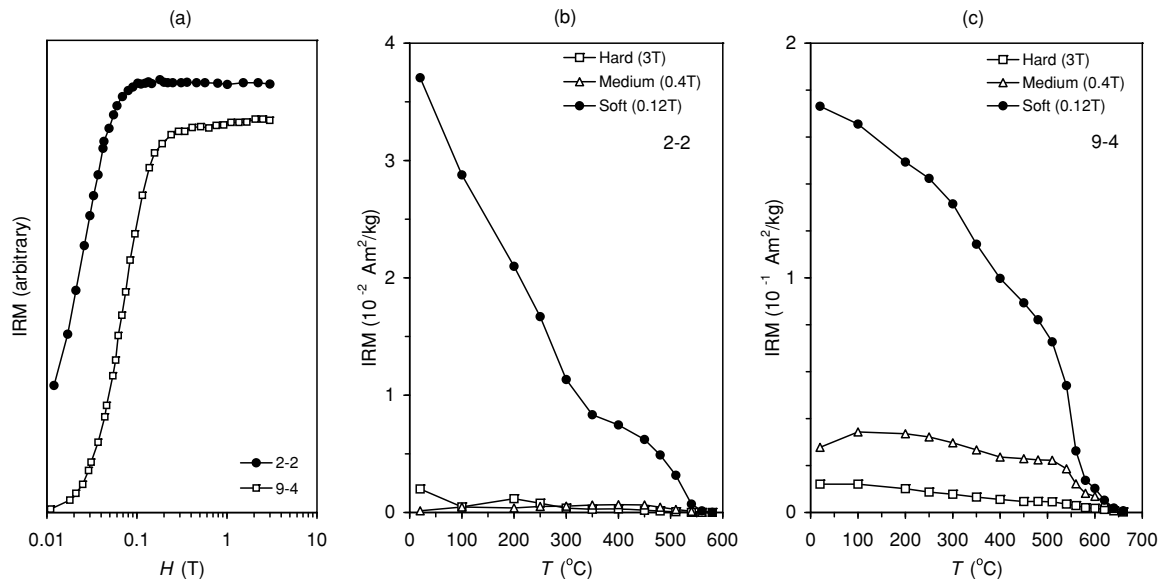 (a)
IRM (arbitrary)
2-2
9-4
0.01
0.1
1
10
H (T)
(b)
4
3
2
1
0
IRM (10⁻² Am²/kg)
Hard (3T)
Medium (0.4T)
Soft (0.12T)
2-2
0
100
200
300
400
500
600
T (°C)
(c)
2
1
0
IRM (10⁻¹ Am²/kg)
Hard (3T)
Medium (0.4T)
Soft (0.12T)
9-4
0
100
200
300
400
500
600
700
T (°C)